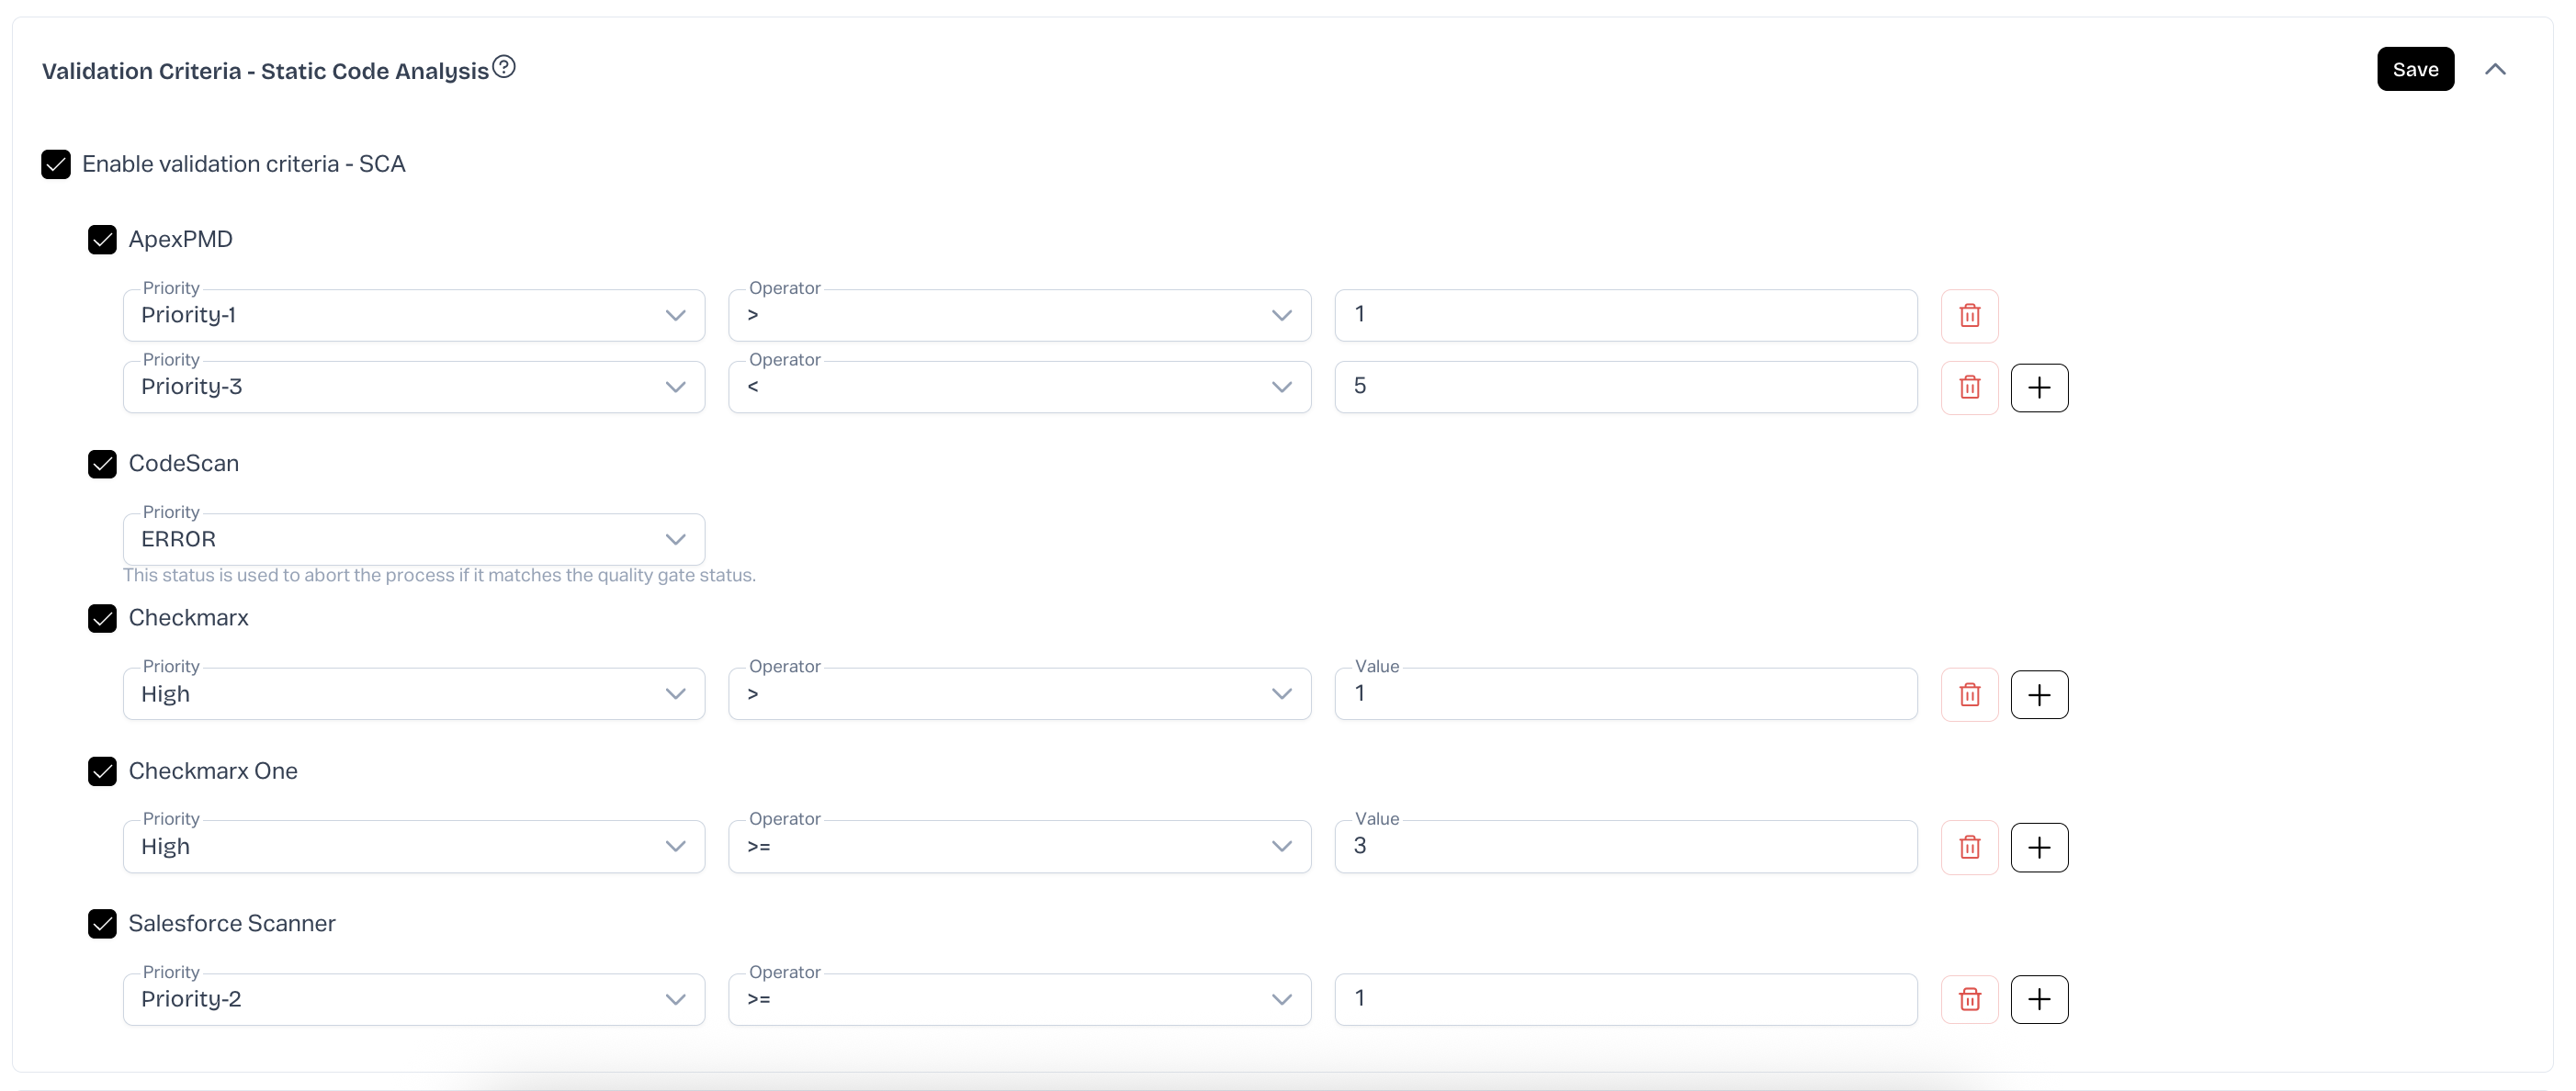 Validation Criteria - Static Code Analysis
Save
Enable validation criteria - SCA
ApexPMD
Priority Operator
Priority-1 > 1
Priority Operator
Priority-3 < 5
CodeScan
Priority
ERROR
This status is used to abort the process if it matches the quality gate status.
Checkmarx
Priority Operator Value
High > 1
Checkmarx One
Priority Operator Value
High >= 3
Salesforce Scanner
Priority Operator
Priority-2 >= 1